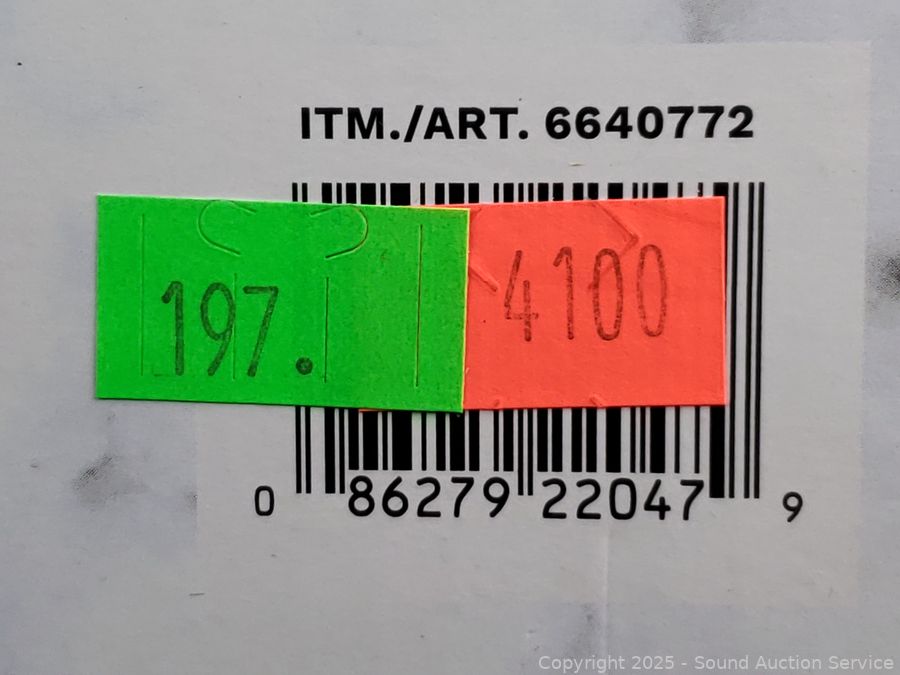 ITM./ART. 6640772
197.
4100
0 86279 22047 9
Copyright 2025 - Sound Auction Service